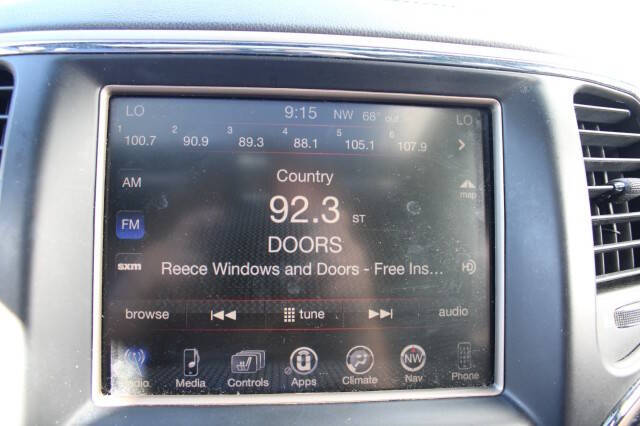 LO 9:15 NW 68° out LO
1 100.7 2 90.9 3 89.3 4 88.1 5 105.1 6 107.9
Country
AM
map
92.3 ST
FM
DOORS
sxm Reece Windows and Doors - Free Ins... HD
browse tune audio
Radio Media Controls Apps Climate NW Nav Phone